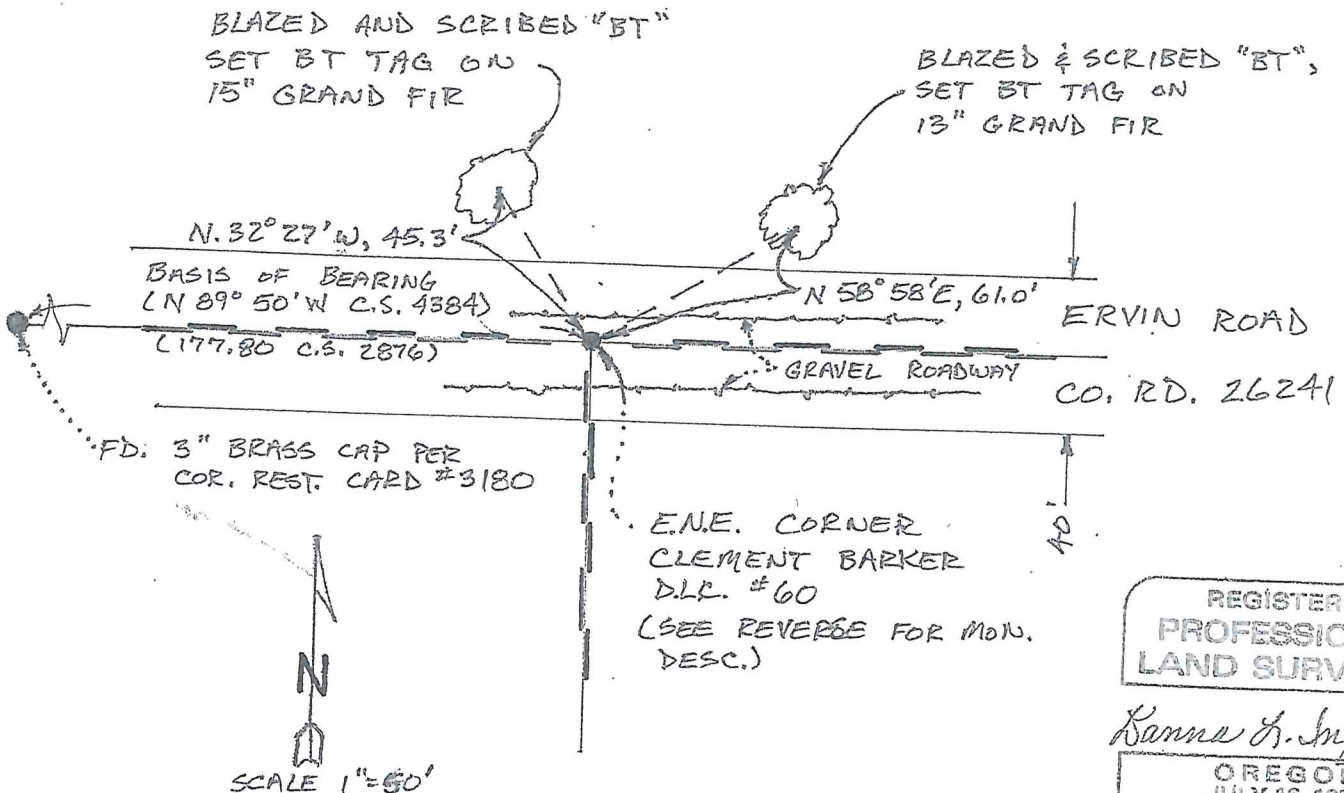 BLAZED AND SCRIBED "BT"
SET BT TAG ON
15" GRAND FIR
BLAZED & SCRIBED "BT",
SET BT TAG ON
13" GRAND FIR
N. 32° 27' W, 45.3'
BASIS OF BEARING
(N 89° 50' W C.S. 4384)
(177.80 C.S. 2876)
N 58° 58' E, 61.0'
ERVIN ROAD
GRAVEL ROADWAY
CO. RD. 26241
FD. 3" BRASS CAP PER
COR. REST. CARD #3180
40'
E.N.E. CORNER
CLEMENT BARKER
D.L.C. #60
(SEE REVERSE FOR MON.
DESC.)
N
SCALE 1"=50'
REGISTER
PROFESSIO
LAND SURV
OREGO